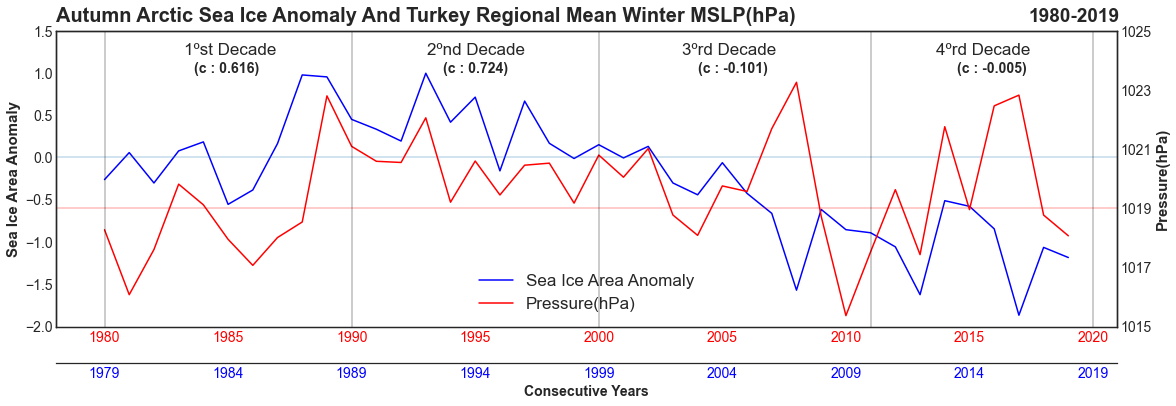 Autumn Arctic Sea Ice Anomaly And Turkey Regional Mean Winter MSLP(hPa) 1980-2019
1.5 1025
1ºst Decade 2ºnd Decade 3ºrd Decade 4ºrd Decade
(c : 0.616) (c : 0.724) (c : -0.101) (c : -0.005)
1.0 1023
0.5 1021
0.0 1019
−0.5 1017
−1.0 1015
−1.5
−2.0
Sea Ice Area Anomaly
Pressure(hPa)
Sea Ice Area Anomaly
Pressure(hPa)
1980 1985 1990 1995 2000 2005 2010 2015 2020
1979 1984 1989 1994 1999 2004 2009 2014 2019
Consecutive Years